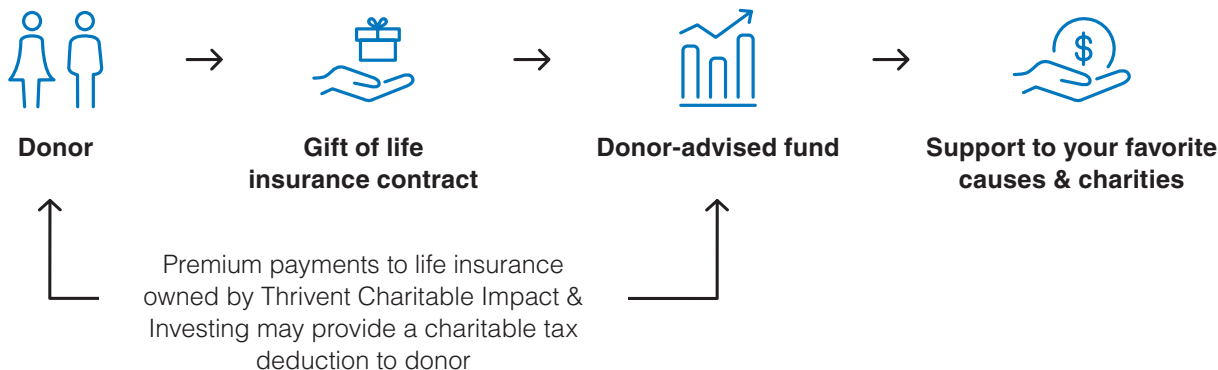 $
Donor
Gift of life
insurance contract
Donor-advised fund
Support to your favorite
causes & charities
Premium payments to life insurance
owned by Thrivent Charitable Impact &
Investing may provide a charitable tax
deduction to donor